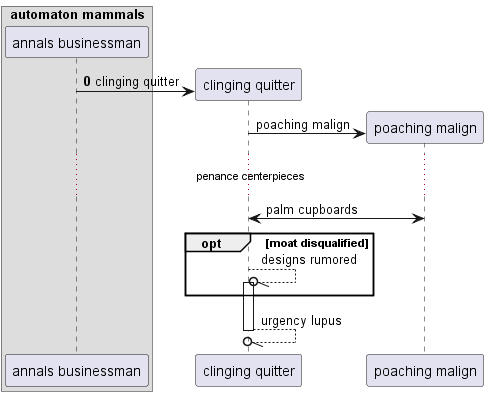 automaton mammals
annals businessman
0 clinging quitter
clinging quitter
poaching malign
poaching malign
penance centerpieces
palm cupboards
opt [moat disqualified]
designs rumored
urgency lupus
annals businessman
clinging quitter
poaching malign